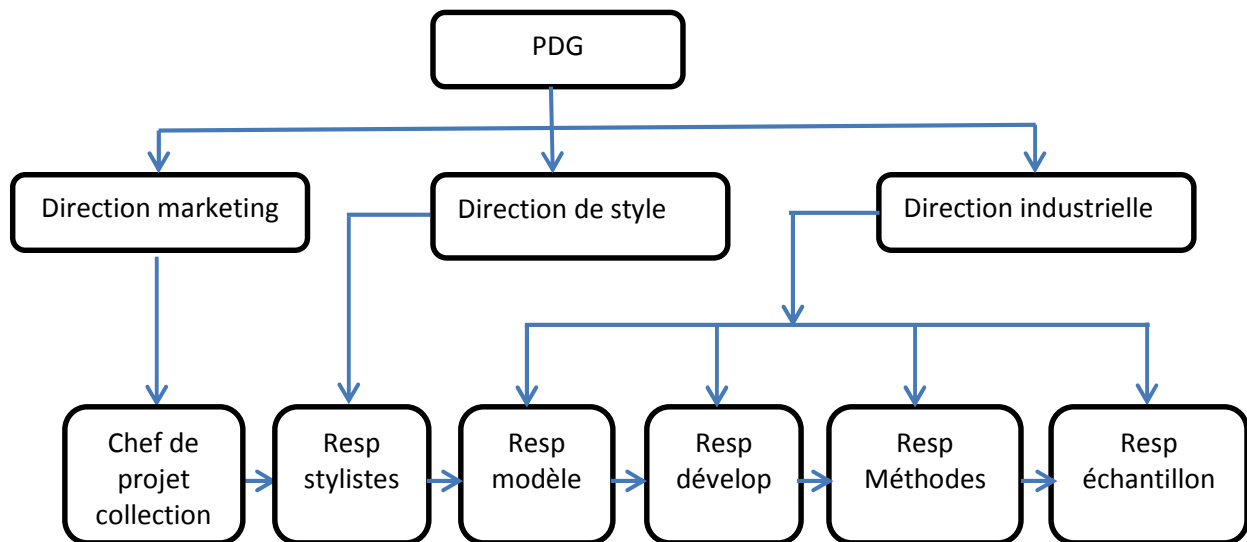 PDG
Direction marketing
Direction de style
Direction industrielle
Chef de
projet
collection
Resp
stylistes
Resp
modèle
Resp
dévelop
Resp
Méthodes
Resp
échantillon